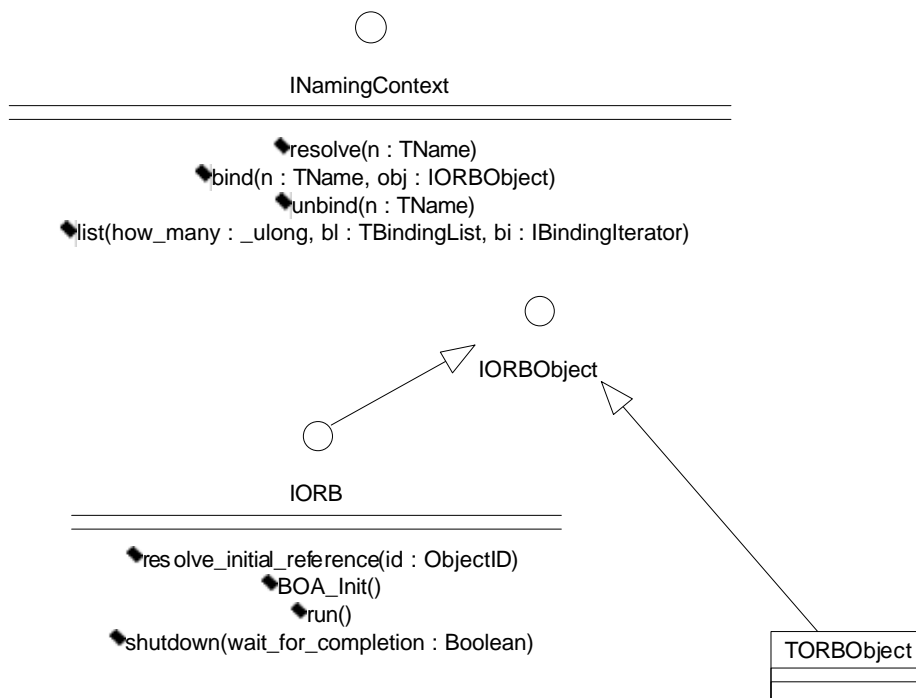 INamingContext
resolve(n : TName)
bind(n : TName, obj : IORBObject)
unbind(n : TName)
list(how_many : _ulong, bl : TBindingList, bi : IBindingIterator)
IORBObject
IORB
resolve_initial_reference(id : ObjectID)
BOA_Init()
run()
shutdown(wait_for_completion : Boolean)
TORBObject